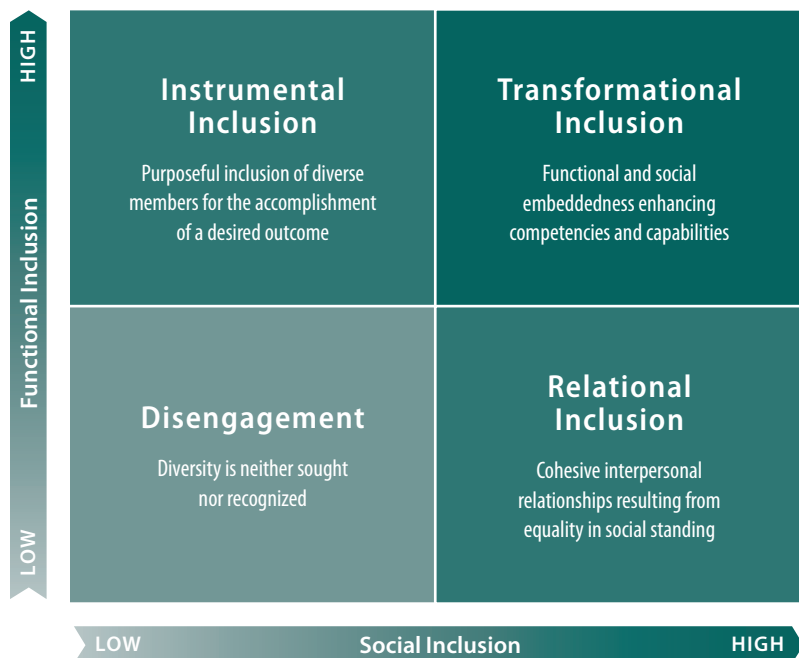 HIGH
Functional Inclusion
LOW
Instrumental
Inclusion
Purposeful inclusion of diverse
members for the accomplishment
of a desired outcome
Transformational
Inclusion
Functional and social
embeddedness enhancing
competencies and capabilities
Disengagement
Diversity is neither sought
nor recognized
Relational
Inclusion
Cohesive interpersonal
relationships resulting from
equality in social standing
LOW
Social Inclusion
HIGH